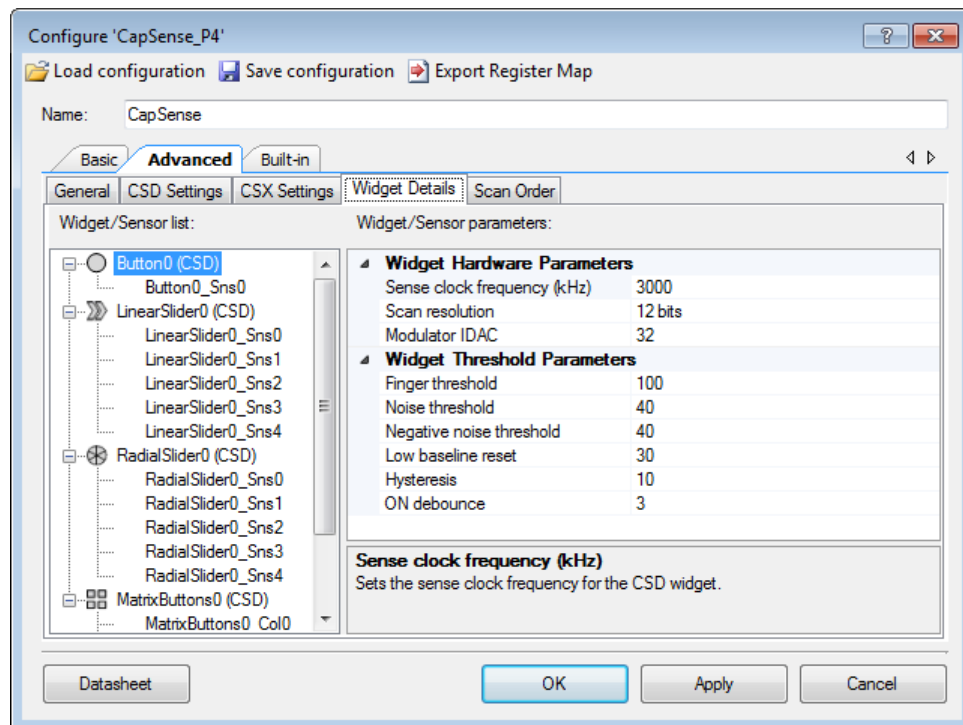 Configure 'CapSense_P4'
Load configuration Save configuration Export Register Map
Name: CapSense
Basic Advanced Built-in
General CSD Settings CSX Settings Widget Details Scan Order
Widget/Sensor list: Widget/Sensor parameters:
Button0 (CSD)
Button0_Sns0
LinearSlider0 (CSD)
LinearSlider0_Sns0
LinearSlider0_Sns1
LinearSlider0_Sns2
LinearSlider0_Sns3
LinearSlider0_Sns4
RadialSlider0 (CSD)
RadialSlider0_Sns0
RadialSlider0_Sns1
RadialSlider0_Sns2
RadialSlider0_Sns3
RadialSlider0_Sns4
MatrixButtons0 (CSD)
MatrixButtons0_Col0
Widget Hardware Parameters
Sense clock frequency (kHz) 3000
Scan resolution 12 bits
Modulator IDAC 32
Widget Threshold Parameters
Finger threshold 100
Noise threshold 40
Negative noise threshold 40
Low baseline reset 30
Hysteresis 10
ON debounce 3
Sense clock frequency (kHz)
Sets the sense clock frequency for the CSD widget.
Datasheet OK Apply Cancel